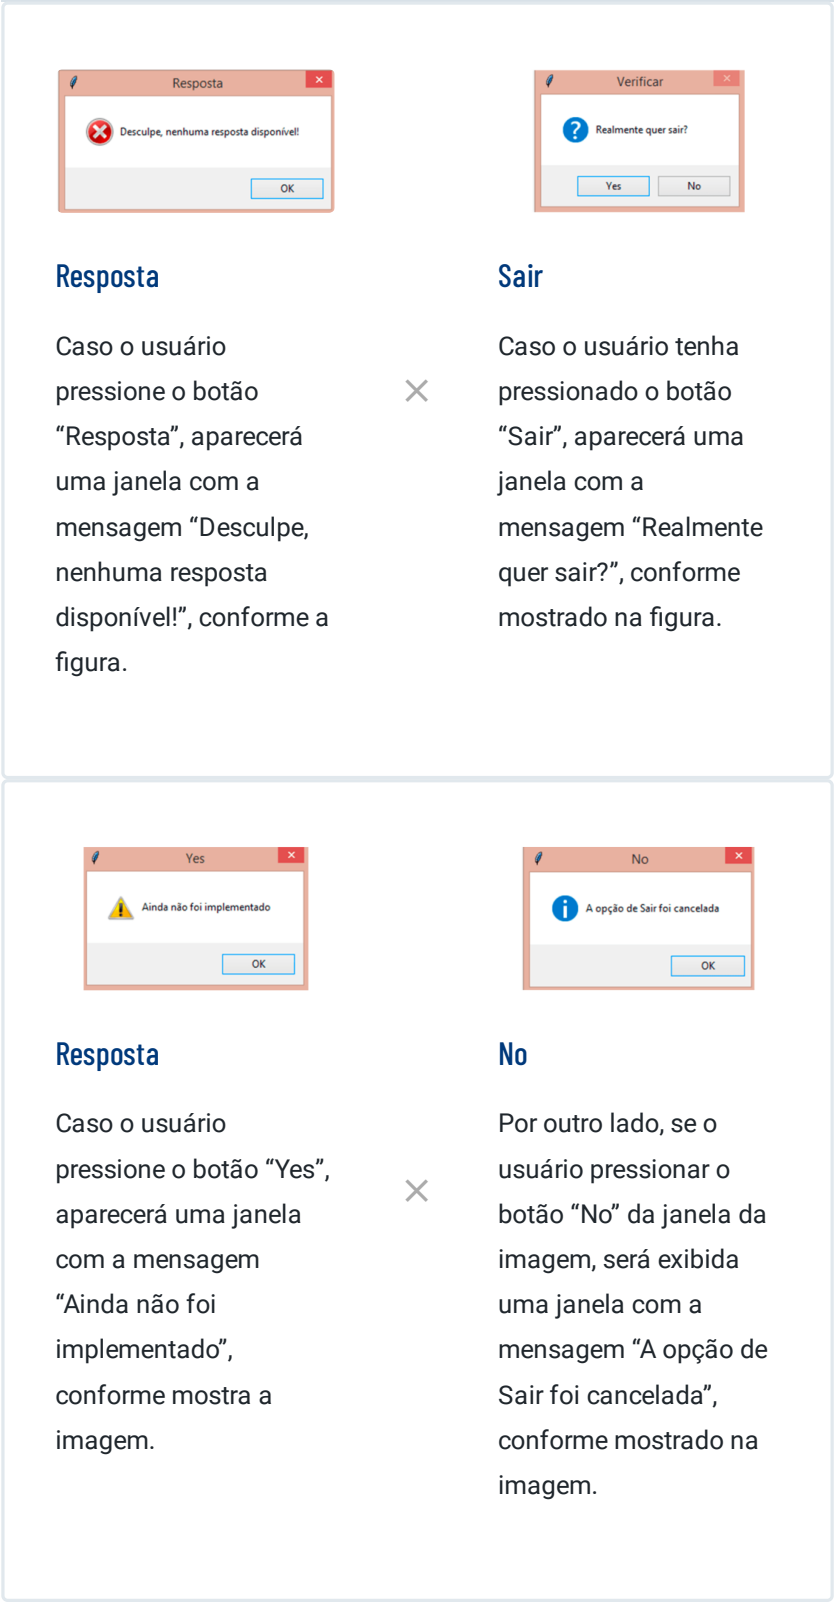 Resposta
Desculpe, nenhuma resposta disponível!
OK
Resposta
Caso o usuário
pressione o botão
“Resposta”, aparecerá
uma janela com a
mensagem “Desculpe,
nenhuma resposta
disponível!”, conforme a
figura.
Verificar
Realmente quer sair?
Yes No
Sair
Caso o usuário tenha
pressionado o botão
“Sair”, aparecerá uma
janela com a
mensagem “Realmente
quer sair?”, conforme
mostrado na figura.
Yes
Ainda não foi implementado
OK
Resposta
Caso o usuário
pressione o botão “Yes”,
aparecerá uma janela
com a mensagem
“Ainda não foi
implementado”,
conforme mostra a
imagem.
No
A opção de Sair foi cancelada
OK
No
Por outro lado, se o
usuário pressionar o
botão “No” da janela da
imagem, será exibida
uma janela com a
mensagem “A opção de
Sair foi cancelada”,
conforme mostrado na
imagem.